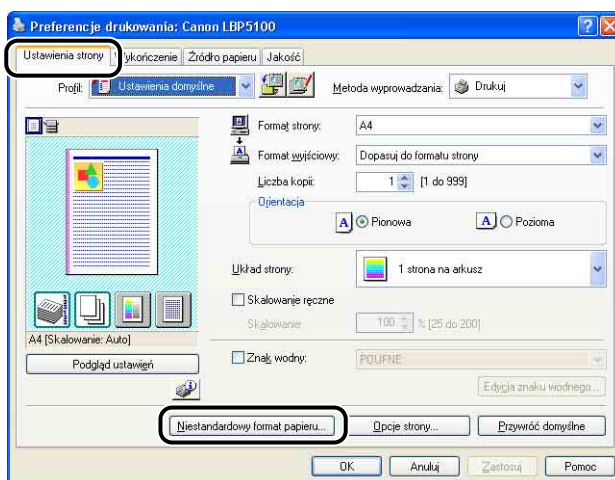 Preferencje drukowania: Canon LBP5100
Ustawienia strony Wykończenie Źródło papieru Jakość
Profil: Ustawienia domyślne Metoda wyprowadzania: Drukuj
Format strony: A4
Format wyjściowy: Dopasuj do formatu strony
Liczba kopii: 1 [1 do 999]
Orientacja
A Pionowa A Pozioma
Układ strony: 1 strona na arkusz
Skalowanie ręczne
Skalowanie: 100 % [25 do 200]
A4 [Skalowanie: Auto]
Podgląd ustawień
Znak wodny: POUFNE
Edycja znaku wodnego...
Niestandardowy format papieru... Opcje strony... Przywróć domyślne
OK Anuluj Zastosuj Pomoc